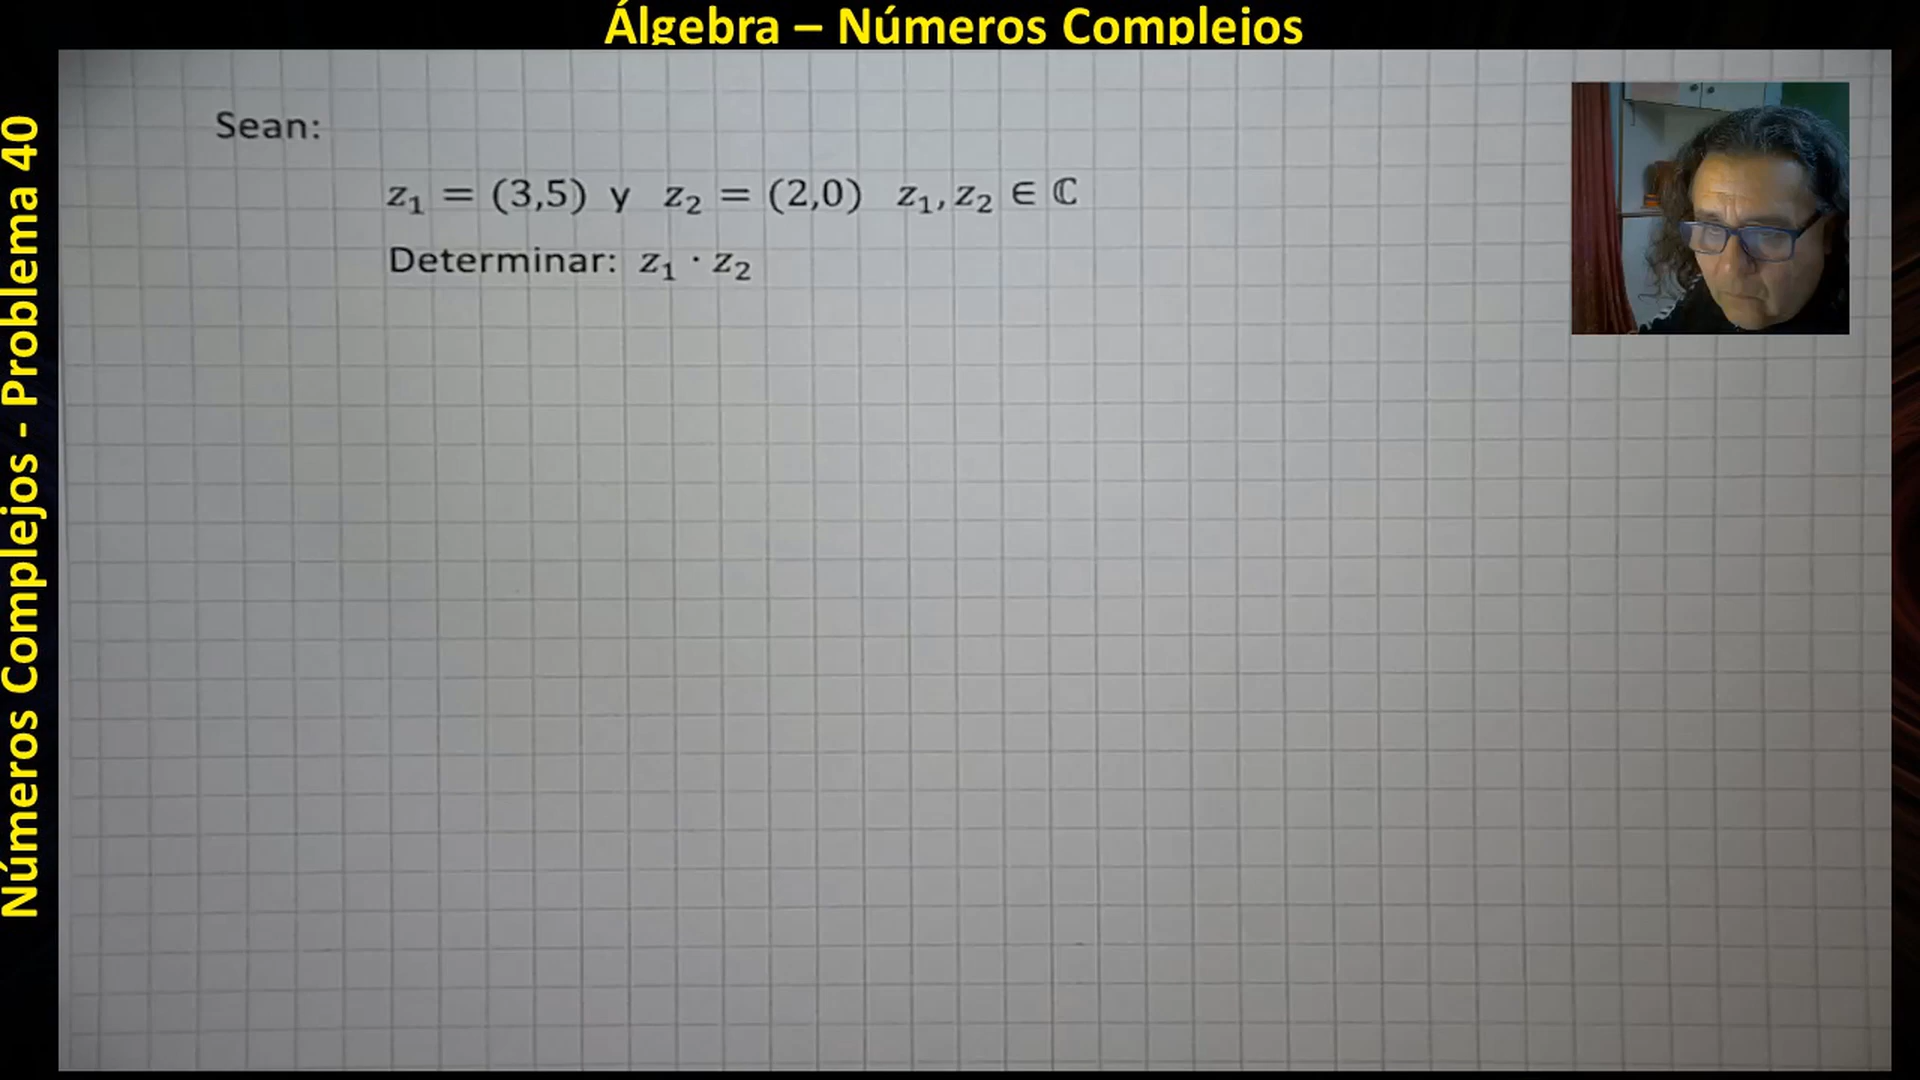 Álgebra – Números Complejos
Números Complejos - Problema 40
Sean:
z₁ = (3,5) y z₂ = (2,0) z₁, z₂ ∈ ℂ
Determinar: z₁ · z₂